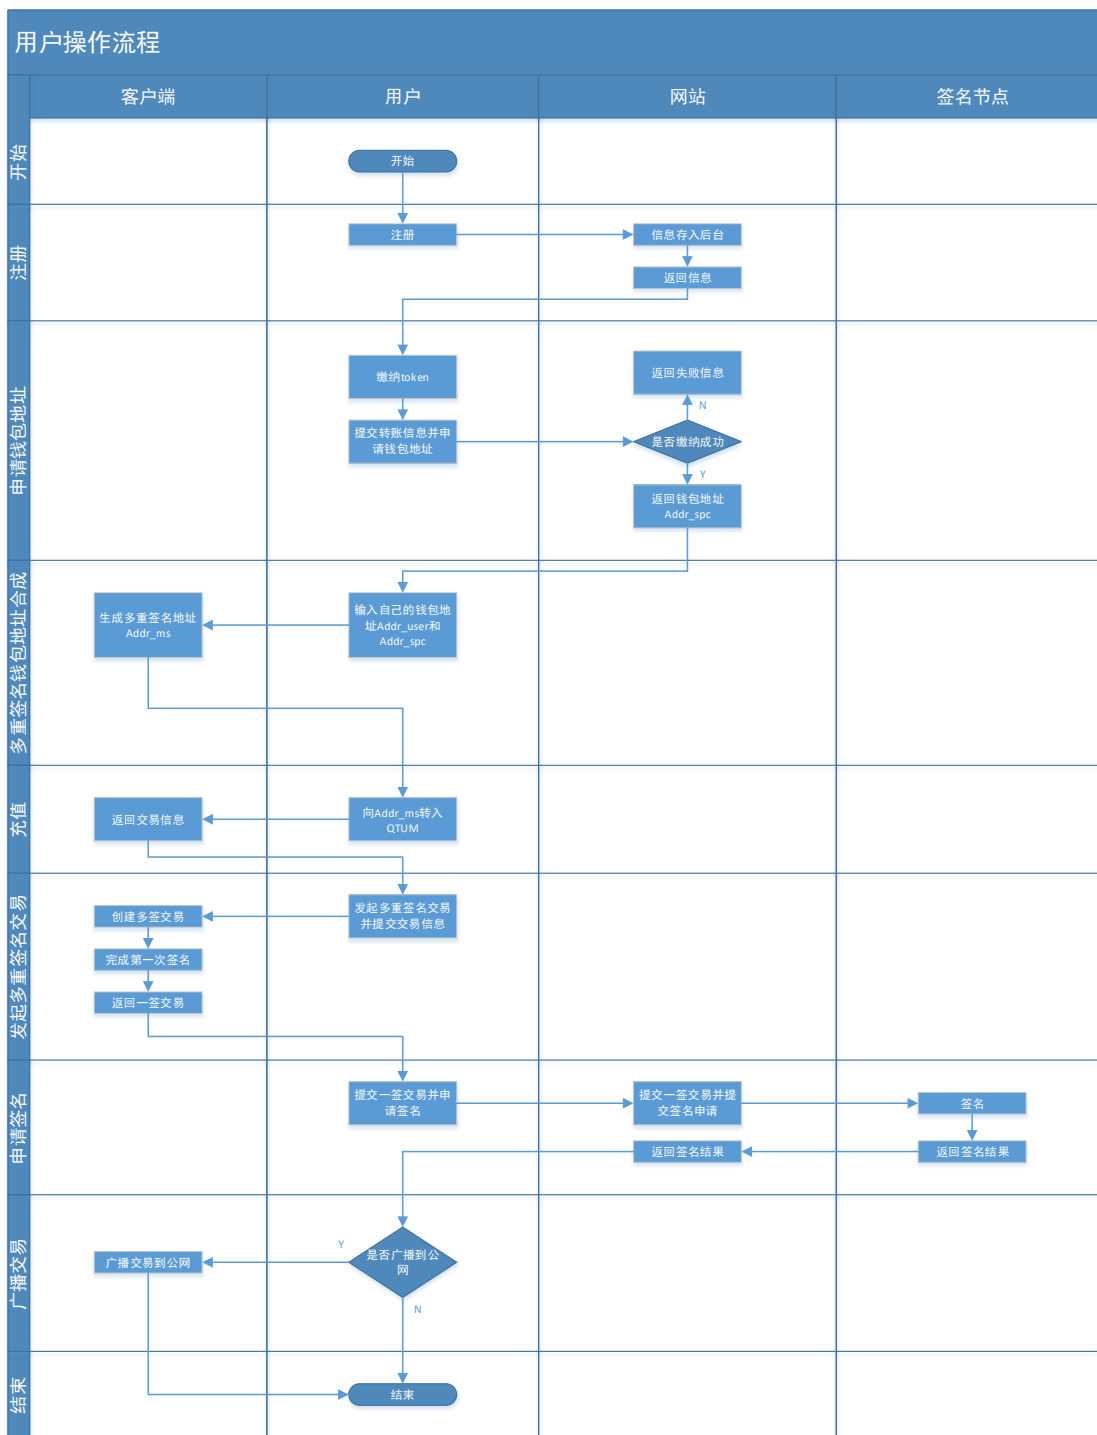 用户操作流程
客户端
用户
网站
签名节点
开始
开始
注册
注册
信息存入后台
返回信息
申请钱包地址
缴纳token
返回失败信息
N
提交转账信息并申
请钱包地址
是否缴纳成功
Y
返回钱包地址
Addr_spc
多重签名钱包地址合成
生成多重签名地址
Addr_ms
输入自己的钱包地
址Addr_user和
Addr_spc
充值
返回交易信息
向Addr_ms转入
QTUM
发起多重签名交易
发起多重签名交易
并提交交易信息
创建多签交易
完成第一次签名
返回一签交易
申请签名
提交一签交易并申
请签名
提交一签交易并提
交签名申请
签名
返回签名结果
返回签名结果
广播交易
Y
广播交易到公网
是否广播到公
网
N
结束
结束